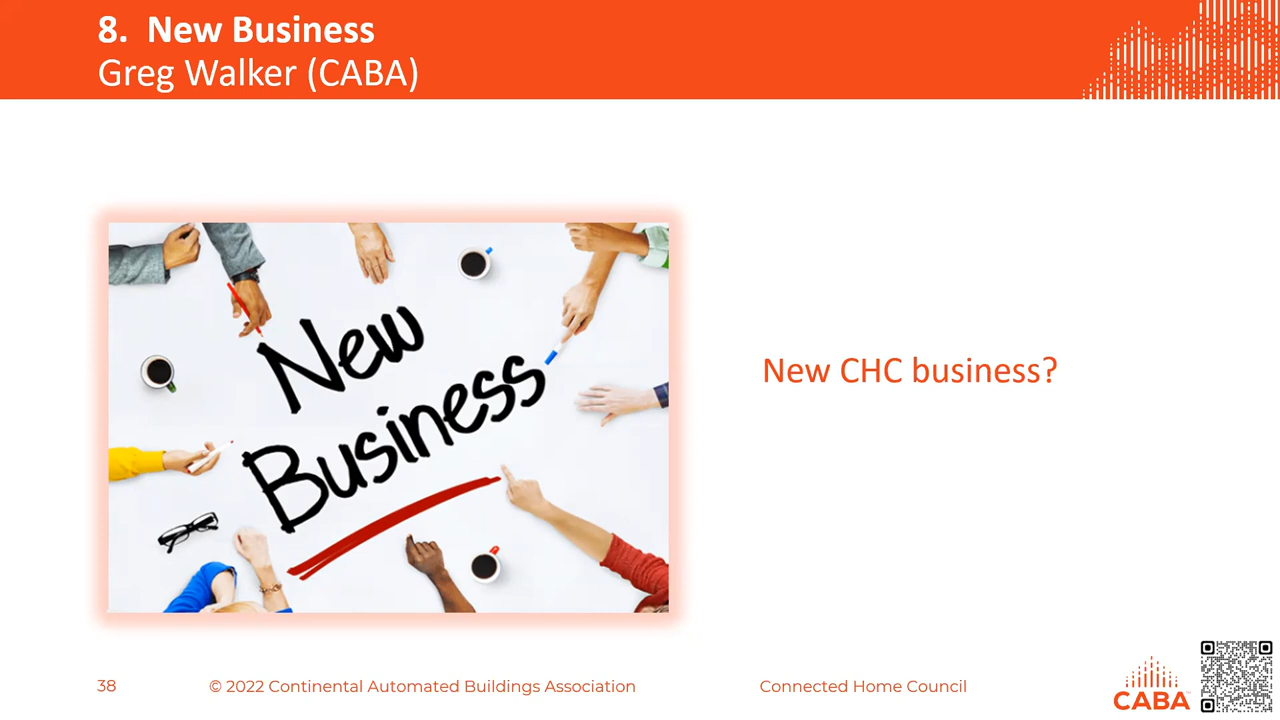 8.  New Business
Greg Walker (CABA)
New
Business
New CHC business?
38
© 2022 Continental Automated Buildings Association
Connected Home Council
CABA